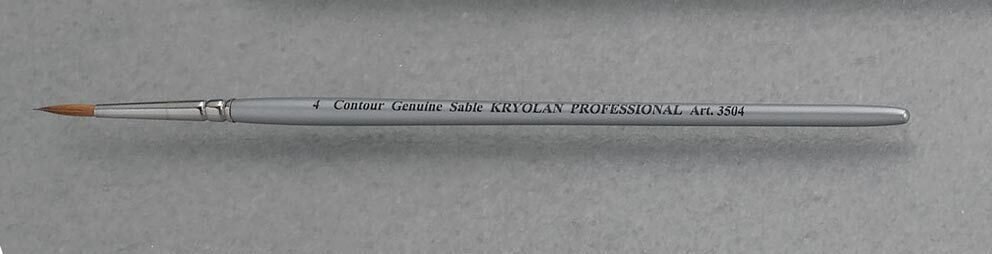 4 Contour Genuine Sable KRYOLAN PROFESSIONAL Art. 3504